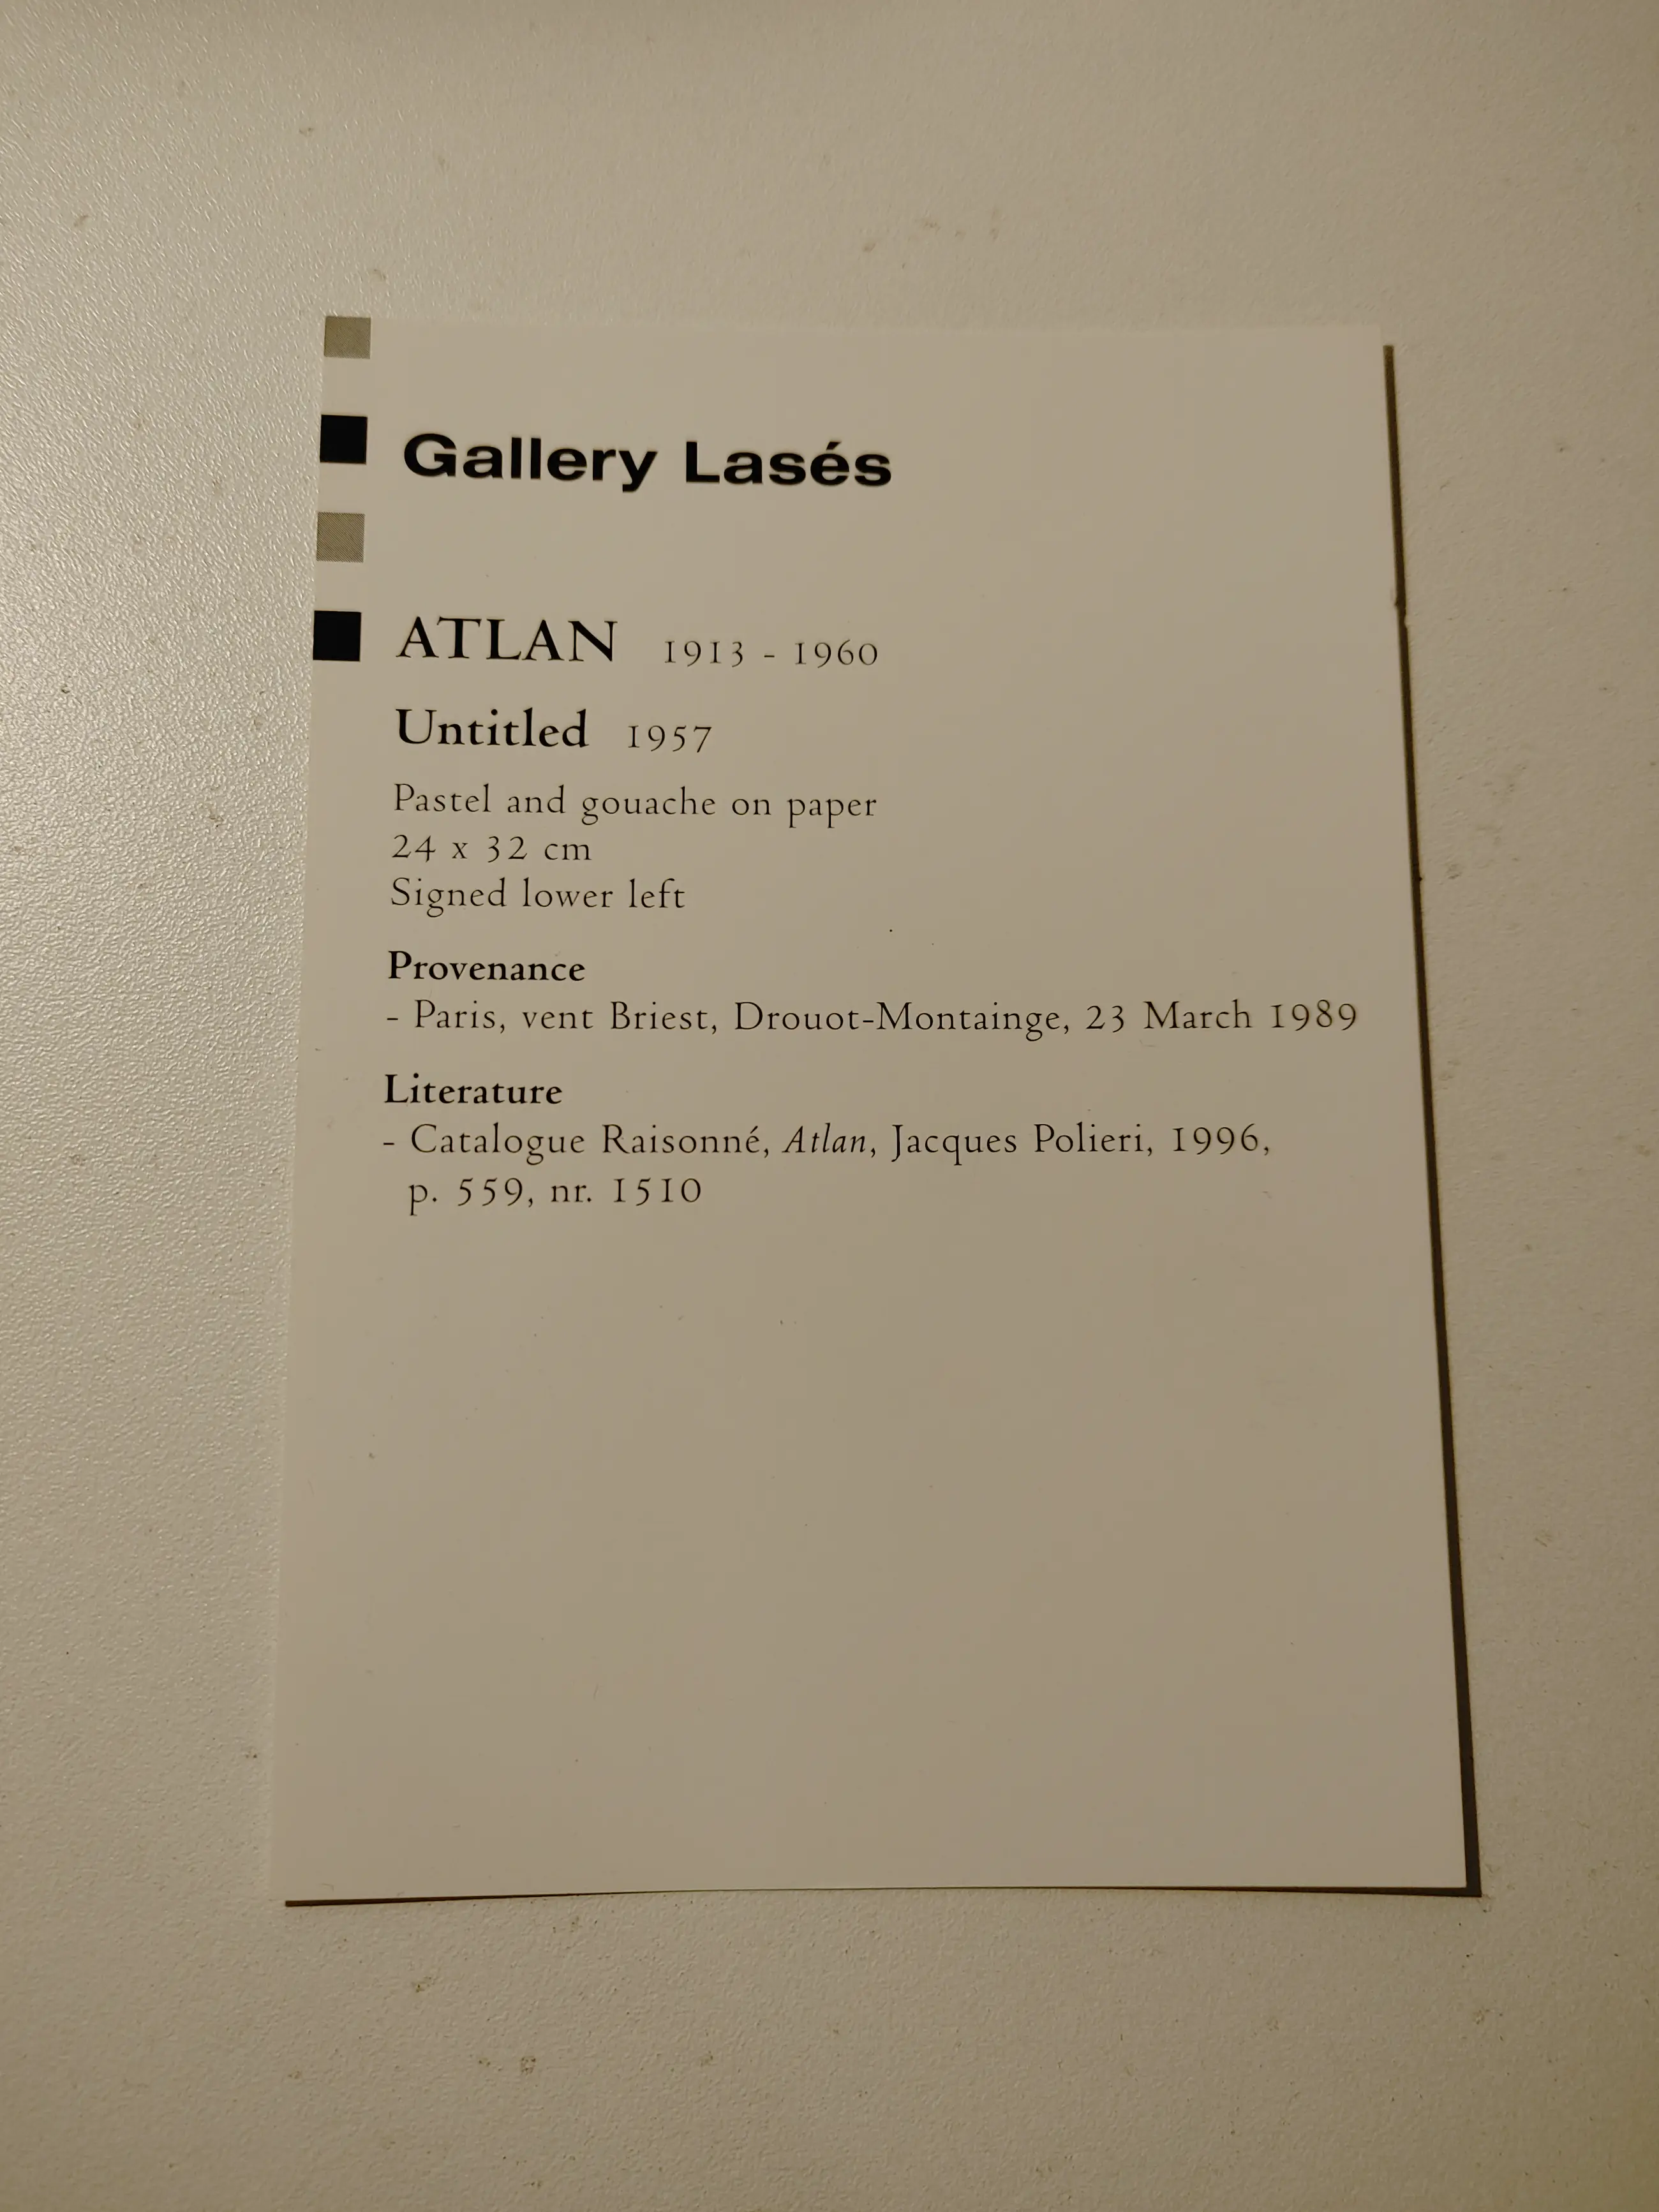 Gallery Lasés
ATLAN 1913 - 1960
Untitled 1957
Pastel and gouache on paper
24 x 32 cm
Signed lower left
Provenance
- Paris, vent Briest, Drouot-Montainge, 23 March 1989
Literature
- Catalogue Raisonné, Atlan, Jacques Polieri, 1996,
p. 559, nr. 1510